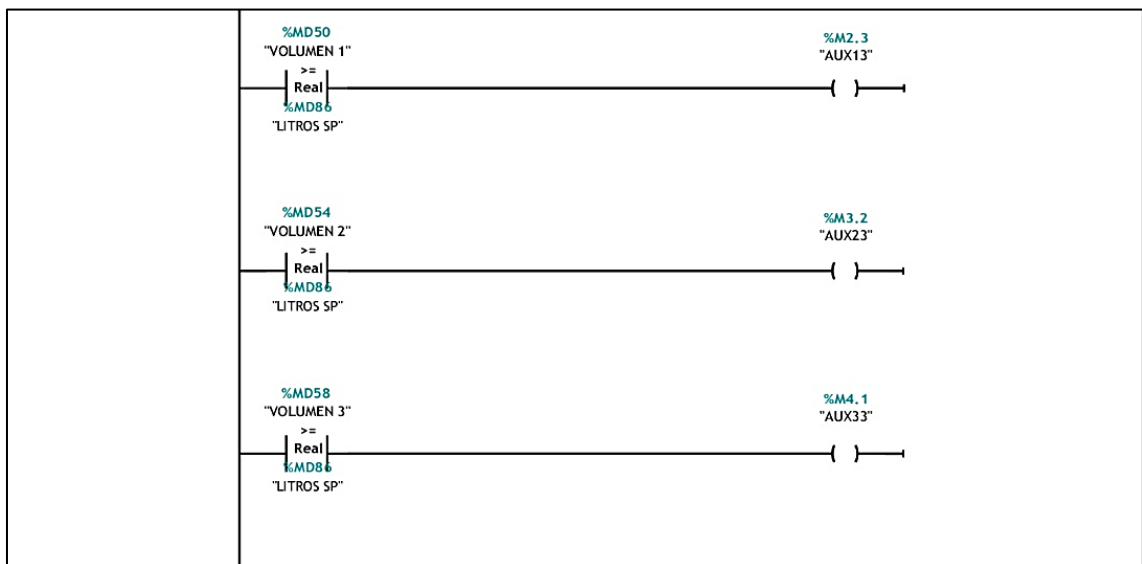 %MD50
"VOLUMEN 1"
>=
Real
%MD86
"LITROS SP"
%M2.3
"AUX13"
%MD54
"VOLUMEN 2"
>=
Real
%MD86
"LITROS SP"
%M3.2
"AUX23"
%MD58
"VOLUMEN 3"
>=
Real
%MD86
"LITROS SP"
%M4.1
"AUX33"